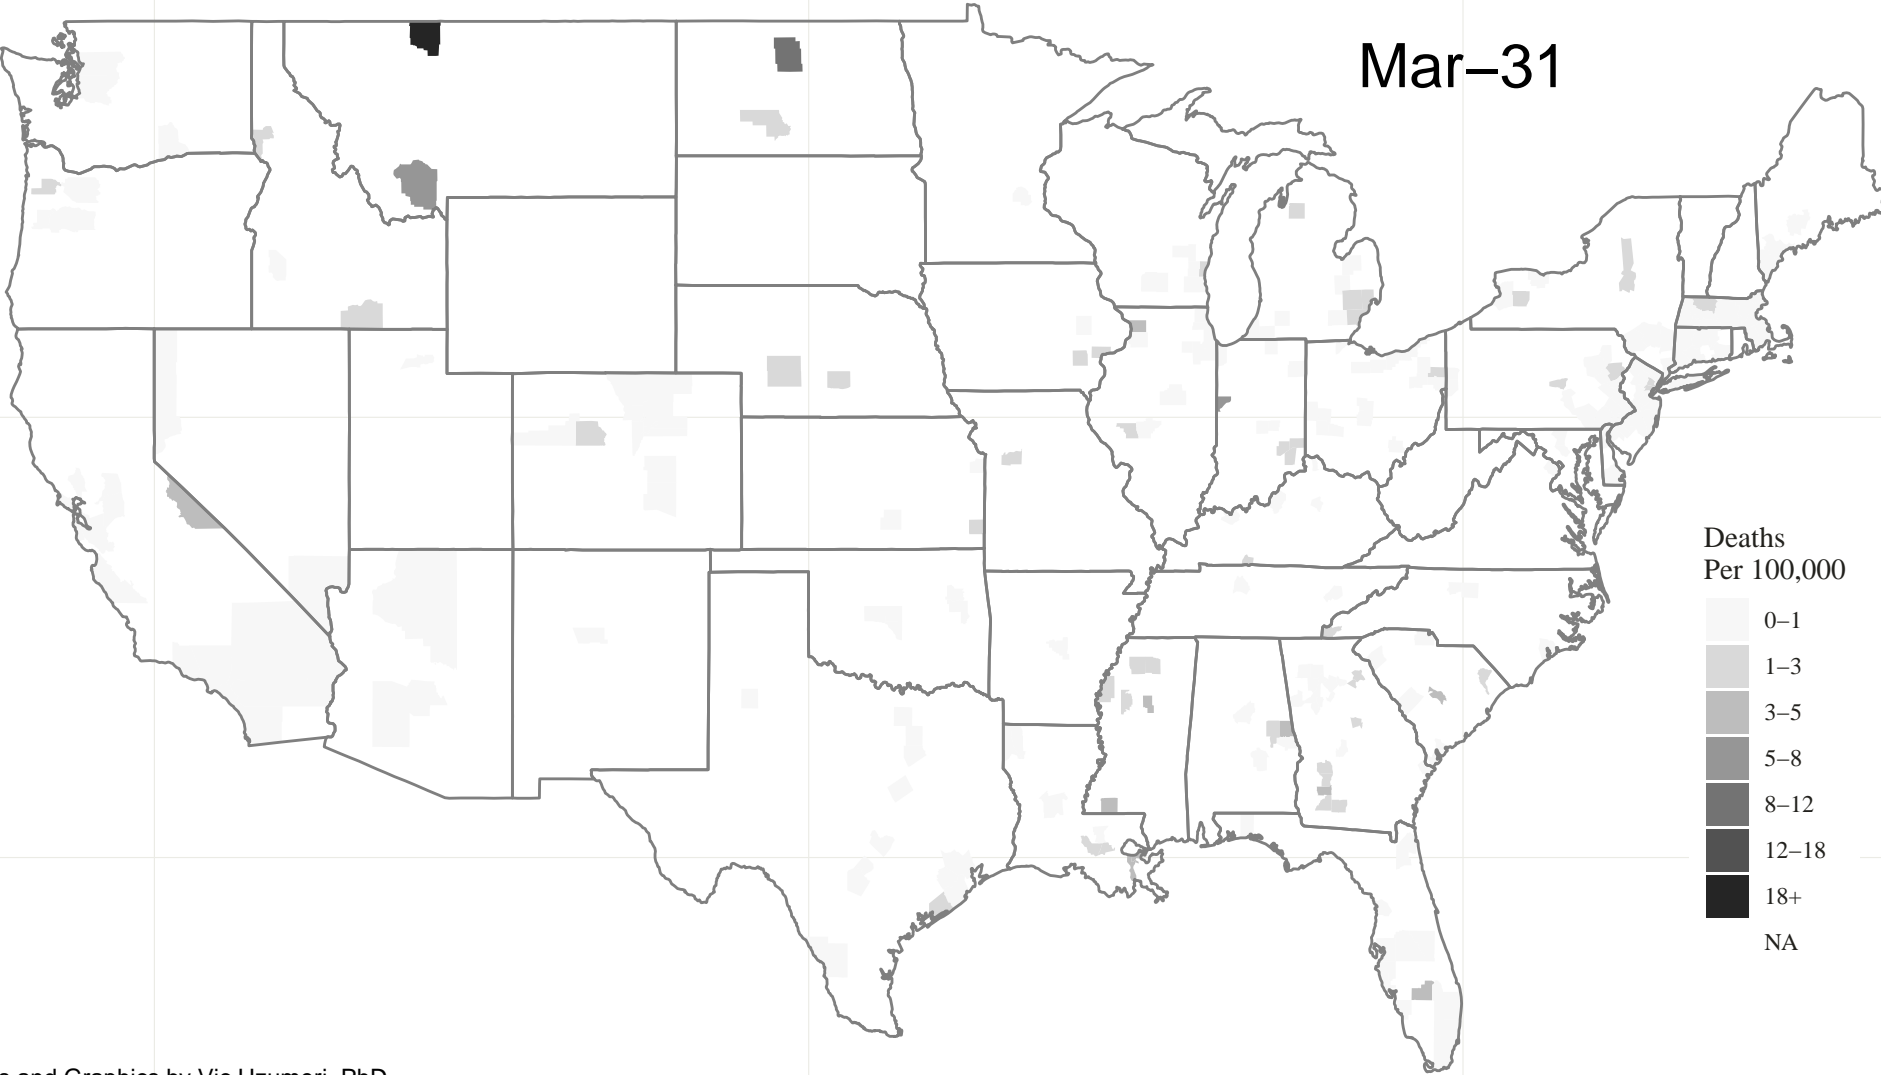 Mar–31
Deaths
Per 100,000
0–1
1–3
3–5
5–8
8–12
12–18
18+
NA
and Graphics by Vic Uzumeri, PhD